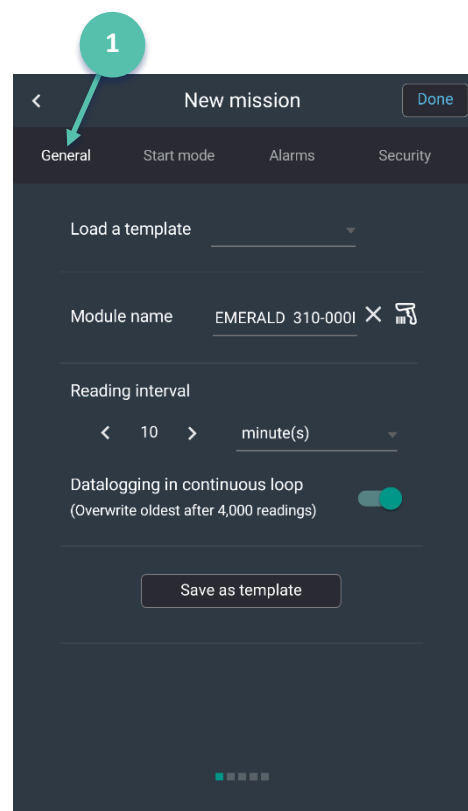 1
New mission
Done
General Start mode Alarms Security
Load a template
Module name EMERALD 310-000
Reading interval
10 minute(s)
Datalogging in continuous loop
(Overwrite oldest after 4,000 readings)
Save as template